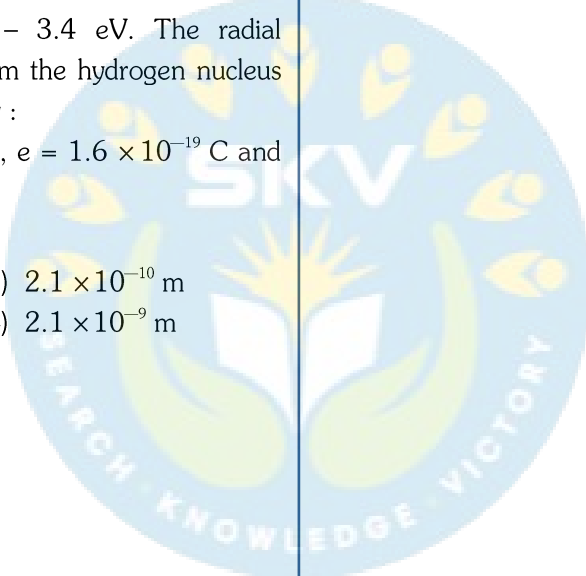 – 3.4 eV. The radial
m the hydrogen nucleus
:
, e = 1.6 ×10⁻¹⁹ C and
SKV
) 2.1 ×10⁻¹⁰ m
) 2.1 ×10⁻⁹ m
SEARCH · KNOWLEDGE · VICTORY